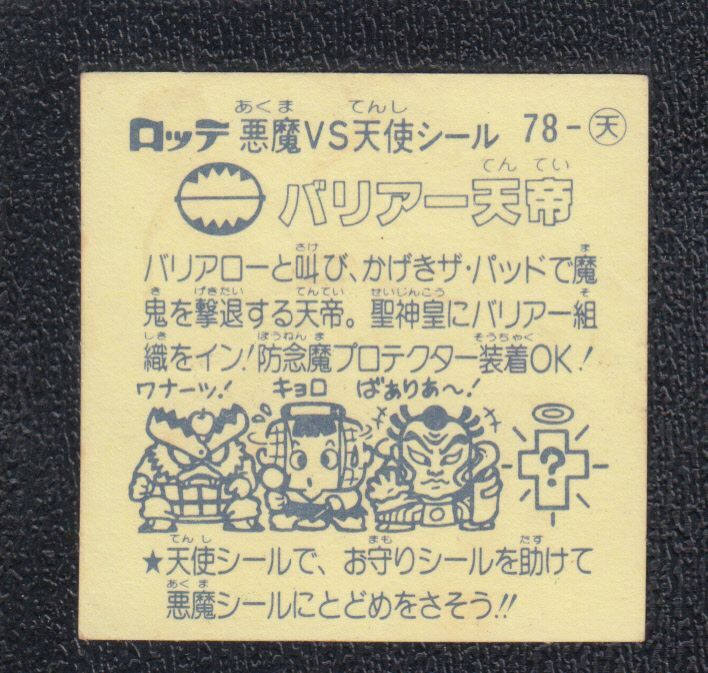 ロッテ 悪魔VS天使シール 78-天
あくま てんし
バリアー天帝
てん てい
バリアローと叫び、かげきザ・パッドで魔
さけ ま
鬼を撃退する天帝。聖神皇にバリアー組
き げきたい てんてい せいじんこう そ
織をイン!防念魔プロテクター装着OK!
しき ぼうねんま そうちゃく
ワナーッ! キョロ ばありあ〜!
?
★天使シールで、お守りシールを助けて
てんし まも たす
悪魔シールにとどめをさそう!!
あくま